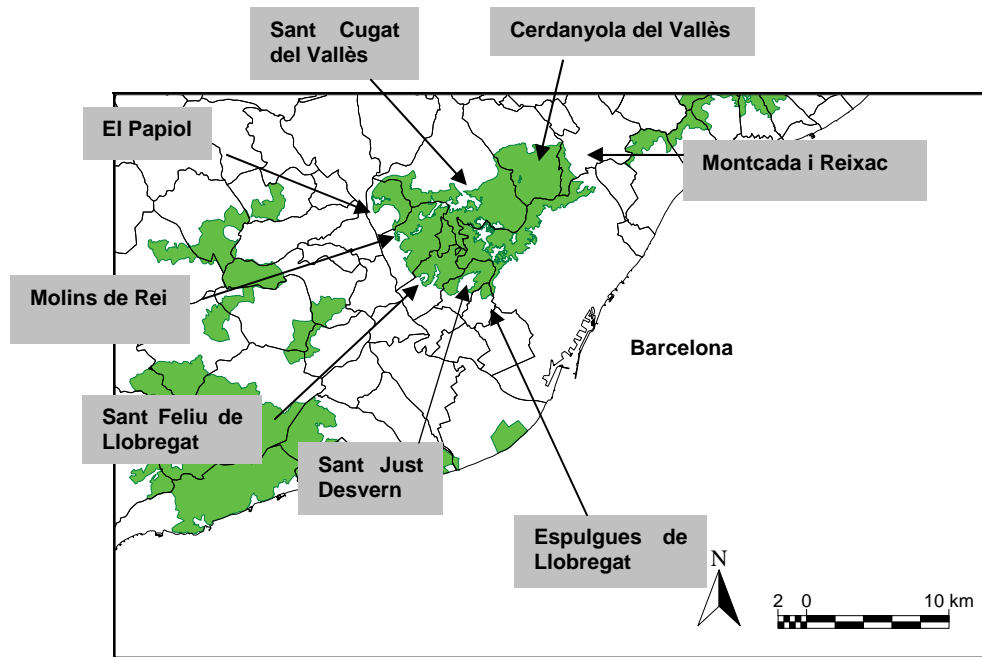 Sant Cugat
del Vallès
Cerdanyola del Vallès
El Papiol
Montcada i Reixac
Molins de Rei
Barcelona
Sant Feliu de
Llobregat
Sant Just
Desvern
Espulgues de
Llobregat
N
2 0 10 km